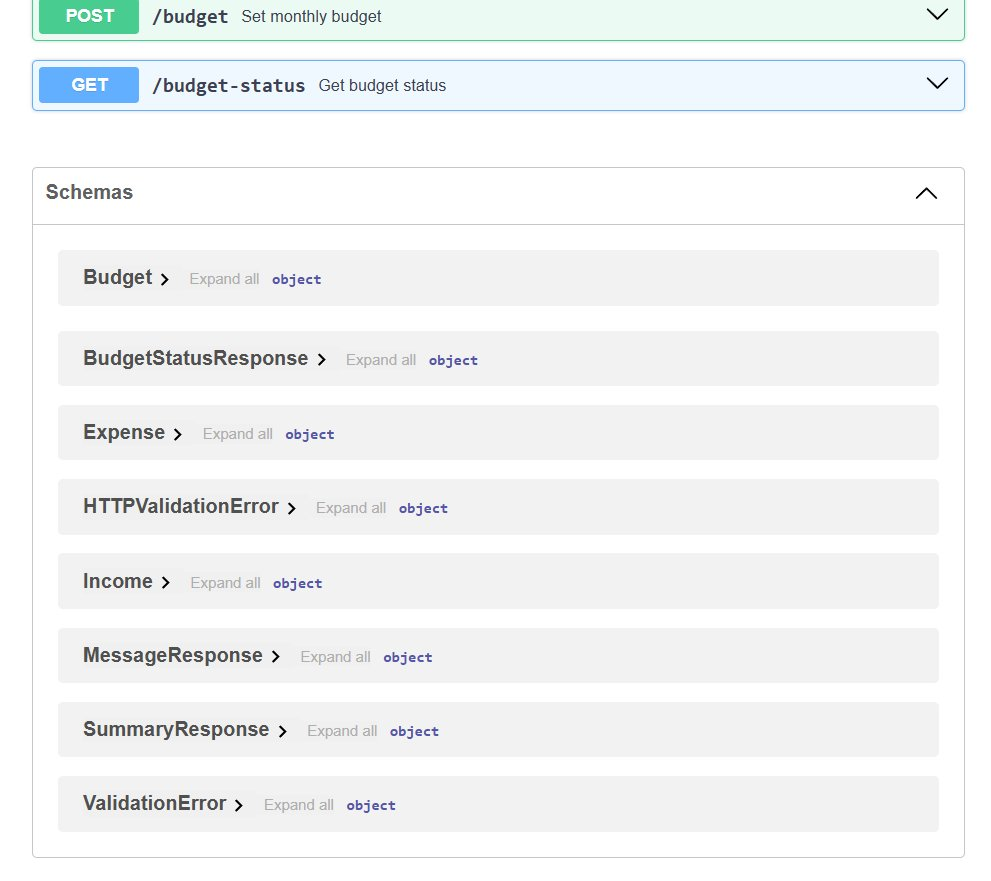 POST /budget Set monthly budget
GET /budget-status Get budget status
Schemas
Budget Expand all object
BudgetStatusResponse Expand all object
Expense Expand all object
HTTPValidationError Expand all object
Income Expand all object
MessageResponse Expand all object
SummaryResponse Expand all object
ValidationError Expand all object